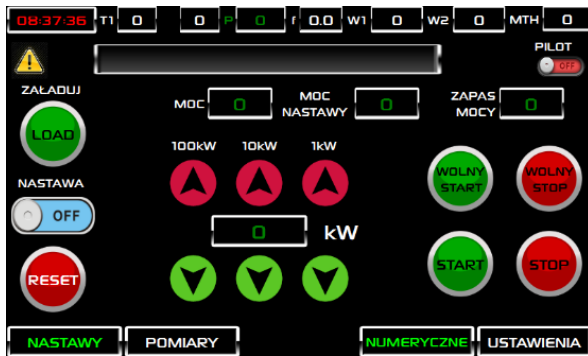 08:37:36 T1 0 0 P 0 f 0.0 W1 0 W2 0 MTH 0
PILOT
OFF
ZAŁADUJ
LOAD
MOC 0
MOC NASTAWY 0
ZAPAS MOCY 0
100kW 10kW 1kW
NASTAWA
OFF
WOLNY START
WOLNY STOP
0 kW
RESET
START
STOP
NASTAWY POMIARY NUMERYCZNE USTAWIENIA